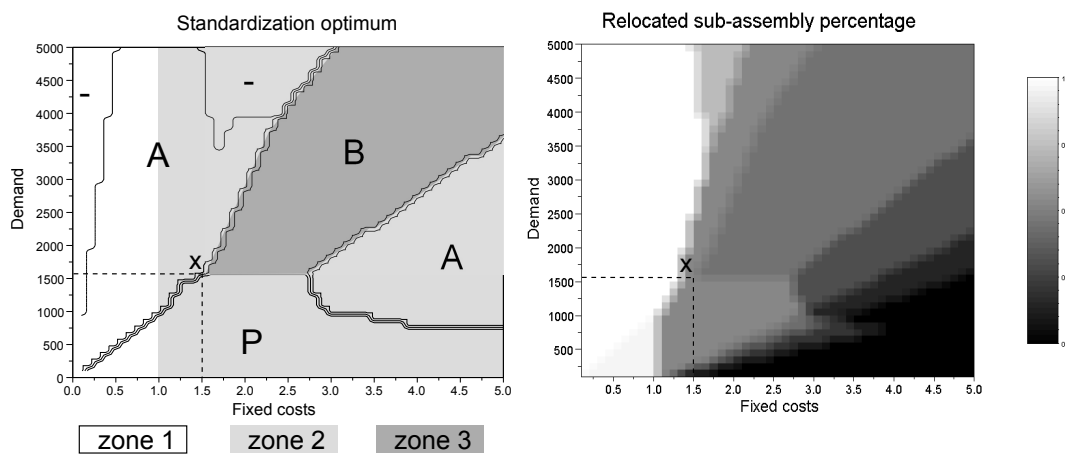 Standardization optimum
5000
4500
4000
3500
3000
2500
2000
1500
1000
500
0
Demand
-
-
A
B
A
P
x
0.0 0.5 1.0 1.5 2.0 2.5 3.0 3.5 4.0 4.5 5.0
Fixed costs
zone 1 zone 2 zone 3
Relocated sub-assembly percentage
5000
4500
4000
3500
3000
2500
2000
1500
1000
500
Demand
x
0.5 1.0 1.5 2.0 2.5 3.0 3.5 4.0 4.5 5.0
Fixed costs